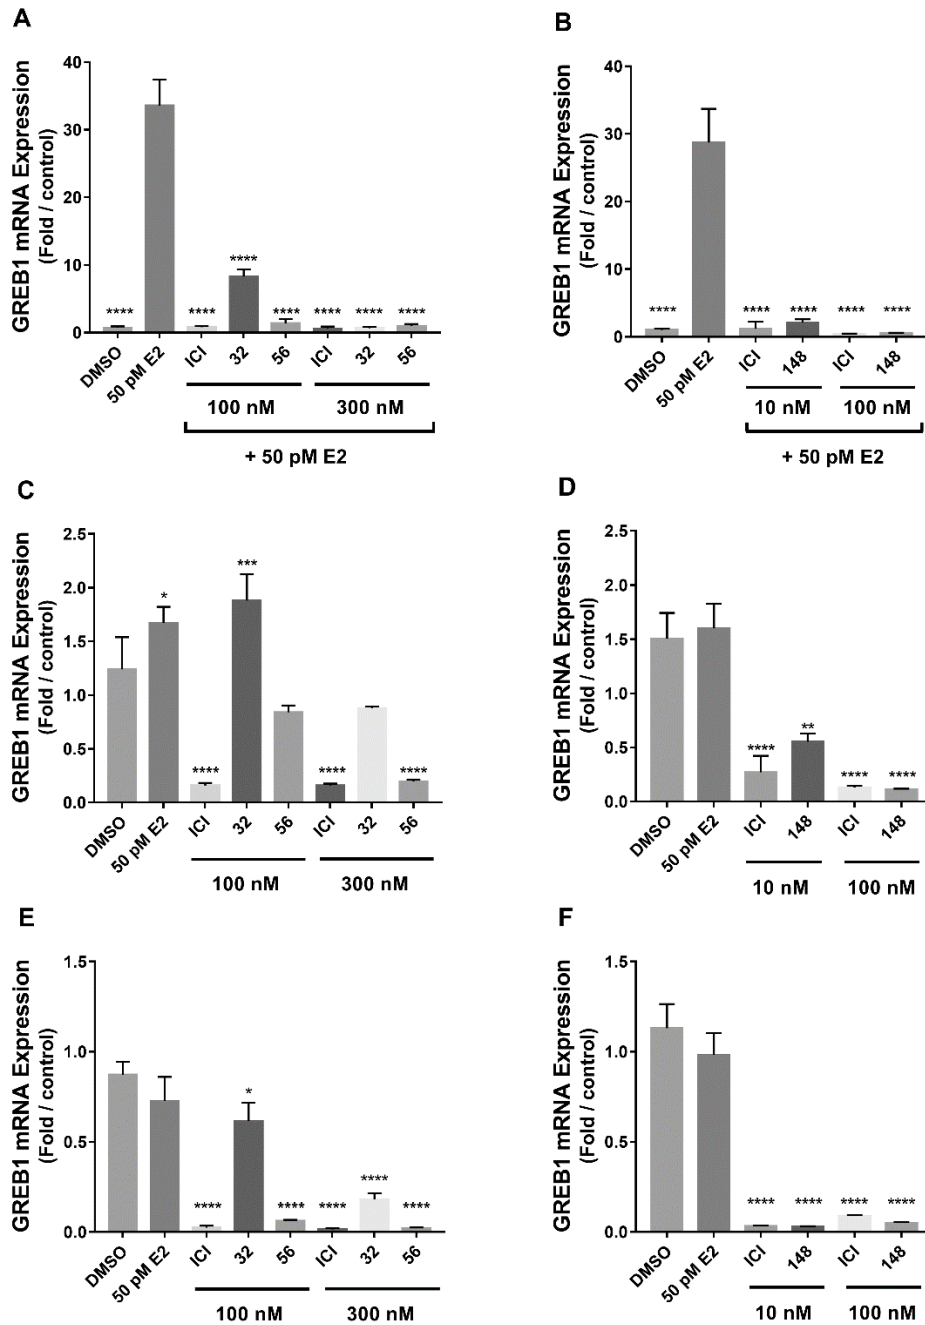 A
GREB1 mRNA Expression
(Fold / control)
40
30
20
10
0
**** **** **** **** **** **** ****
DMSO 50 pM E2 ICI 32 56 ICI 32 56
100 nM 300 nM
+ 50 pM E2
B
GREB1 mRNA Expression
(Fold / control)
40
30
20
10
0
**** **** **** **** ****
DMSO 50 pM E2 ICI 148 ICI 148
10 nM 100 nM
+ 50 pM E2
C
GREB1 mRNA Expression
(Fold / control)
2.5
2.0
1.5
1.0
0.5
0.0
* **** *** **** ****
DMSO 50 pM E2 ICI 32 56 ICI 32 56
100 nM 300 nM
D
GREB1 mRNA Expression
(Fold / control)
2.5
2.0
1.5
1.0
0.5
0.0
**** ** **** ****
DMSO 50 pM E2 ICI 148 ICI 148
10 nM 100 nM
E
GREB1 mRNA Expression
(Fold / control)
1.5
1.0
0.5
0.0
**** * **** **** **** ****
DMSO 50 pM E2 ICI 32 56 ICI 32 56
100 nM 300 nM
F
GREB1 mRNA Expression
(Fold / control)
1.5
1.0
0.5
0.0
**** **** **** ****
DMSO 50 pM E2 ICI 148 ICI 148
10 nM 100 nM